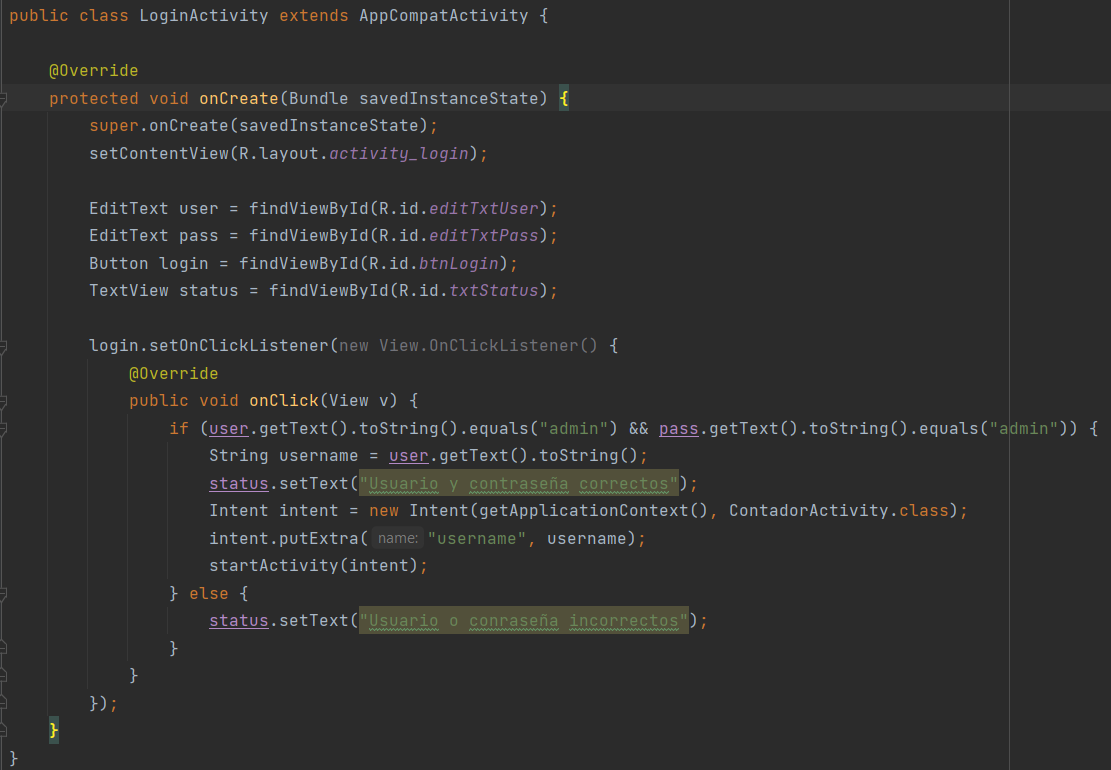 public class LoginActivity extends AppCompatActivity {
@Override
protected void onCreate(Bundle savedInstanceState) {
super.onCreate(savedInstanceState);
setContentView(R.layout.activity_login);
EditText user = findViewById(R.id.editTxtUser);
EditText pass = findViewById(R.id.editTxtPass);
Button login = findViewById(R.id.btnLogin);
TextView status = findViewById(R.id.txtStatus);
login.setOnClickListener(new View.OnClickListener() {
@Override
public void onClick(View v) {
if (user.getText().toString().equals("admin") && pass.getText().toString().equals("admin")) {
String username = user.getText().toString();
status.setText("Usuario y contraseña correctos");
Intent intent = new Intent(getApplicationContext(), ContadorActivity.class);
intent.putExtra( name: "username", username);
startActivity(intent);
} else {
status.setText("Usuario o conraseña incorrectos");
}
}
});
}
}